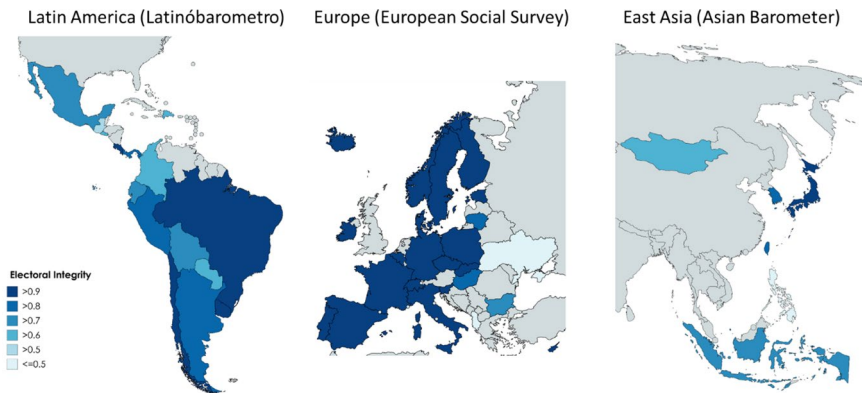 Latin America (Latinóbarometro)
Europe (European Social Survey)
East Asia (Asian Barometer)
Electoral Integrity
>0.9
>0.8
>0.7
>0.6
>0.5
<=0.5